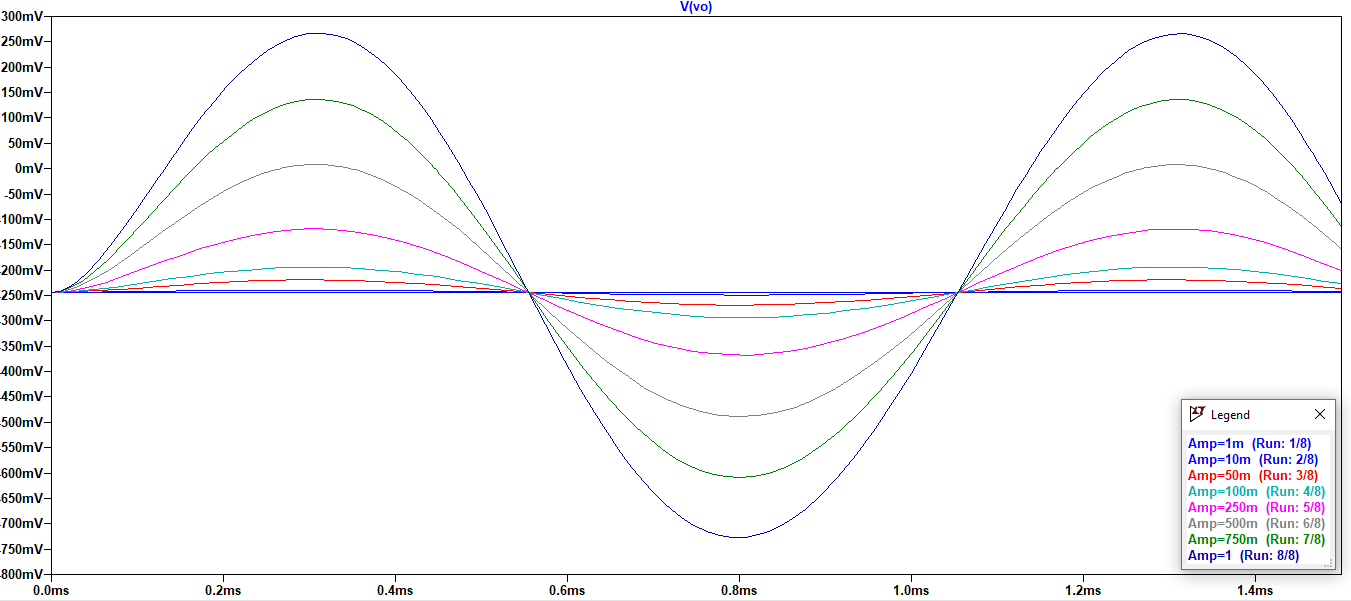 V(vo)
300mV
250mV
200mV
150mV
100mV
50mV
0mV
-50mV
-100mV
-150mV
-200mV
-250mV
-300mV
-350mV
-400mV
-450mV
-500mV
-550mV
-600mV
-650mV
-700mV
-750mV
-800mV
0.0ms 0.2ms 0.4ms 0.6ms 0.8ms 1.0ms 1.2ms 1.4ms
Legend
Amp=1m (Run: 1/8)
Amp=10m (Run: 2/8)
Amp=50m (Run: 3/8)
Amp=100m (Run: 4/8)
Amp=250m (Run: 5/8)
Amp=500m (Run: 6/8)
Amp=750m (Run: 7/8)
Amp=1 (Run: 8/8)